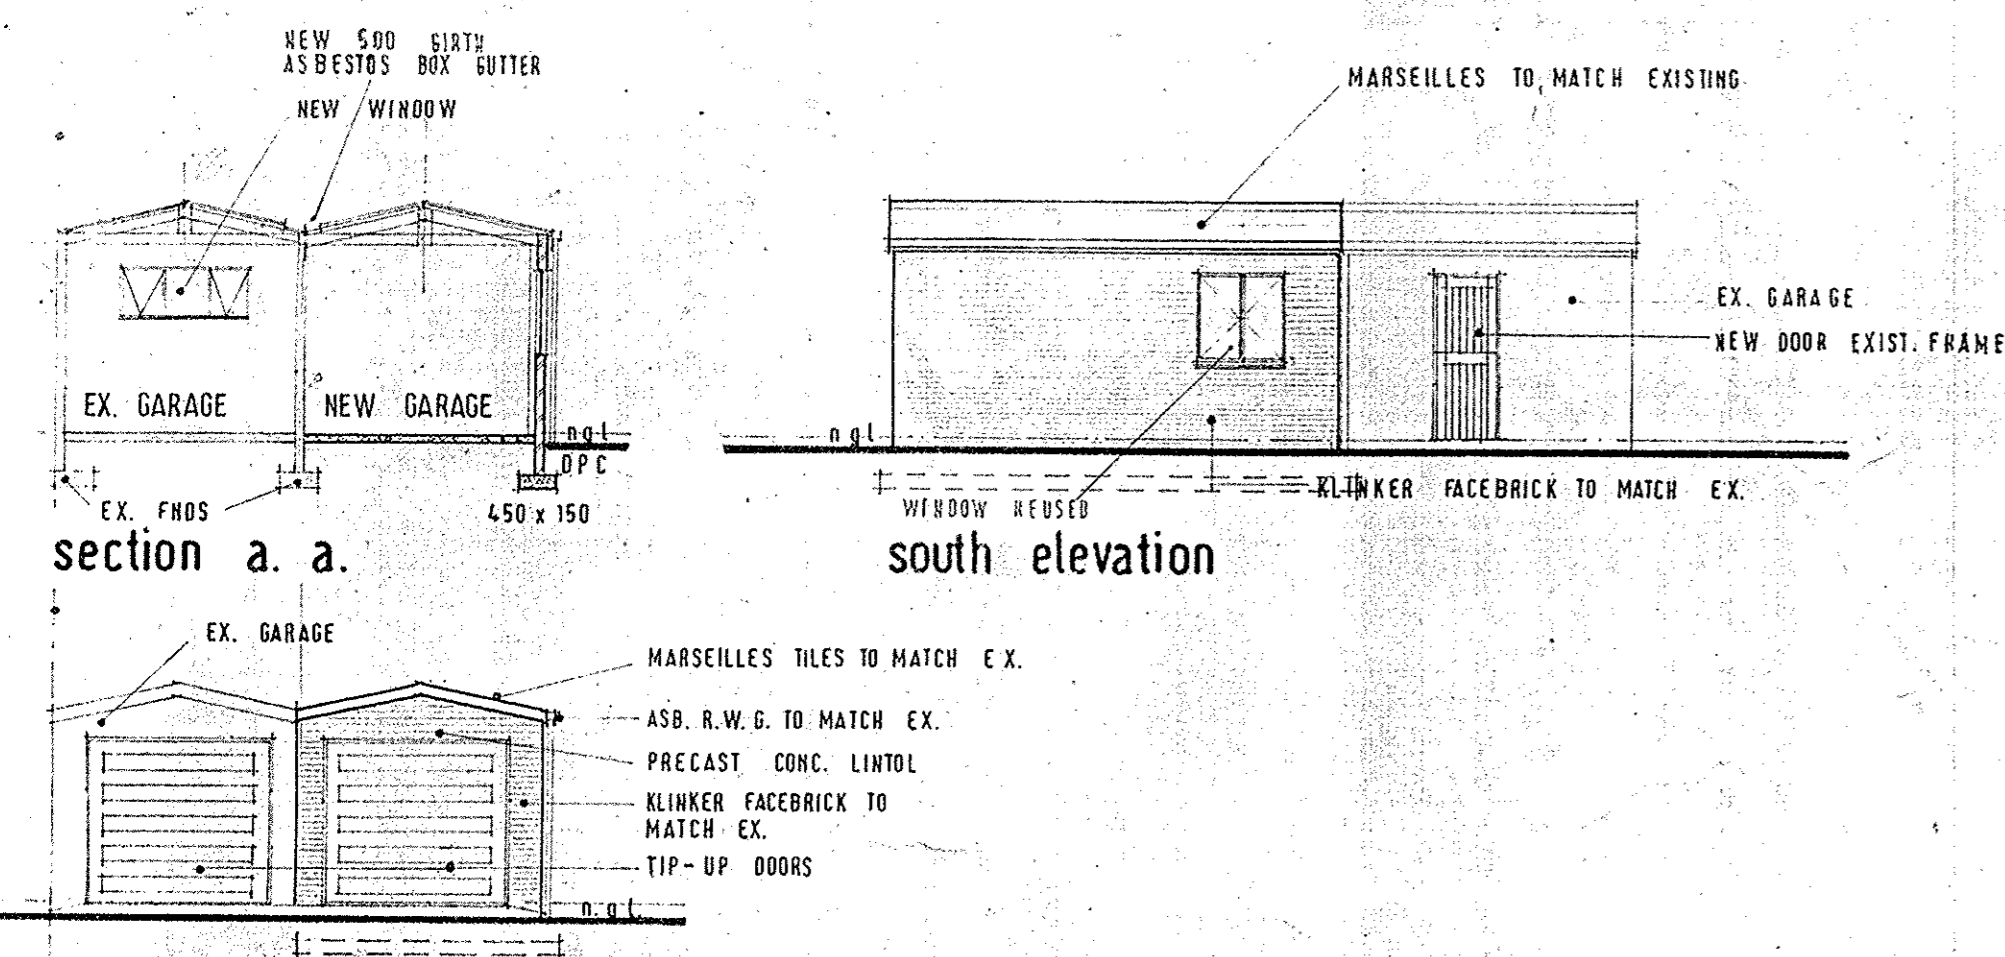 NEW 500 GIRTH
ASBESTOS BOX GUTTER
NEW WINDOW
EX. GARAGE
NEW GARAGE
n g l
DPC
EX. FNDS
450 x 150
section a. a.
MARSEILLES TO MATCH EXISTING
EX. GARAGE
NEW DOOR EXIST. FRAME
n g l
KLINKER FACEBRICK TO MATCH EX.
WINDOW REUSED
south elevation
EX. GARAGE
MARSEILLES TILES TO MATCH EX.
ASB. R.W.G. TO MATCH EX.
PRECAST CONC. LINTOL
KLINKER FACEBRICK TO
MATCH EX.
TIP-UP DOORS
n. g l.